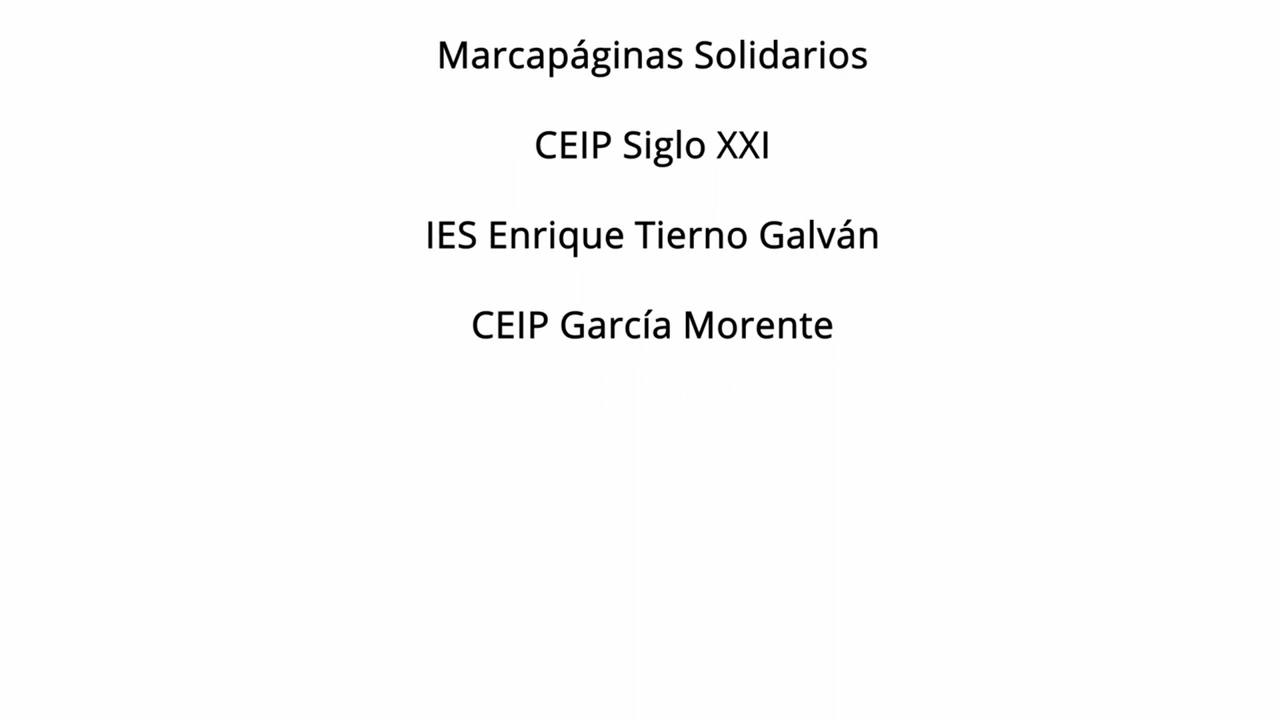 Marcapáginas Solidarios
CEIP Siglo XXI
IES Enrique Tierno Galván
CEIP García Morente